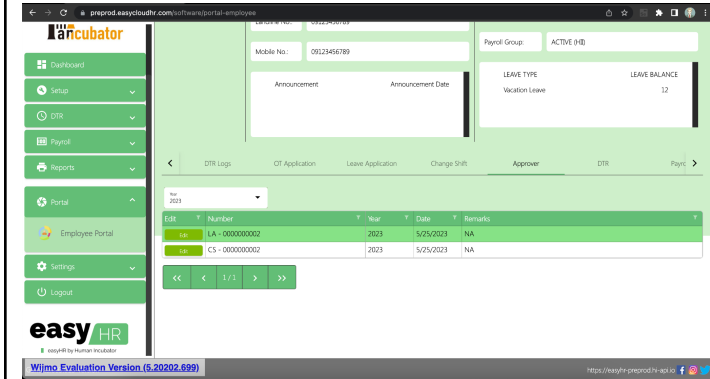 preprod.easycloudhr.com/software/portal-employee
ancubator
Landline No.: 09123456789
Mobile No.: 09123456789
Payroll Group: ACTIVE (HII)
Dashboard
Setup
DTR
Payroll
Reports
Portal
Employee Portal
Settings
Logout
Announcement Announcement Date
LEAVE TYPE LEAVE BALANCE
Vacation Leave 12
DTR Logs OT Application Leave Application Change Shift Approver DTR Payrc
Year
2023
Edit Number Year Date Remarks
Edit LA - 0000000002 2023 5/25/2023 NA
Edit CS - 0000000002 2023 5/25/2023 NA
<< < 1/1 > >>
easy HR
easyHR by Human Incubator
Wijmo Evaluation Version (5.20202.699)
https://easyhr-preprod.hi-api.io